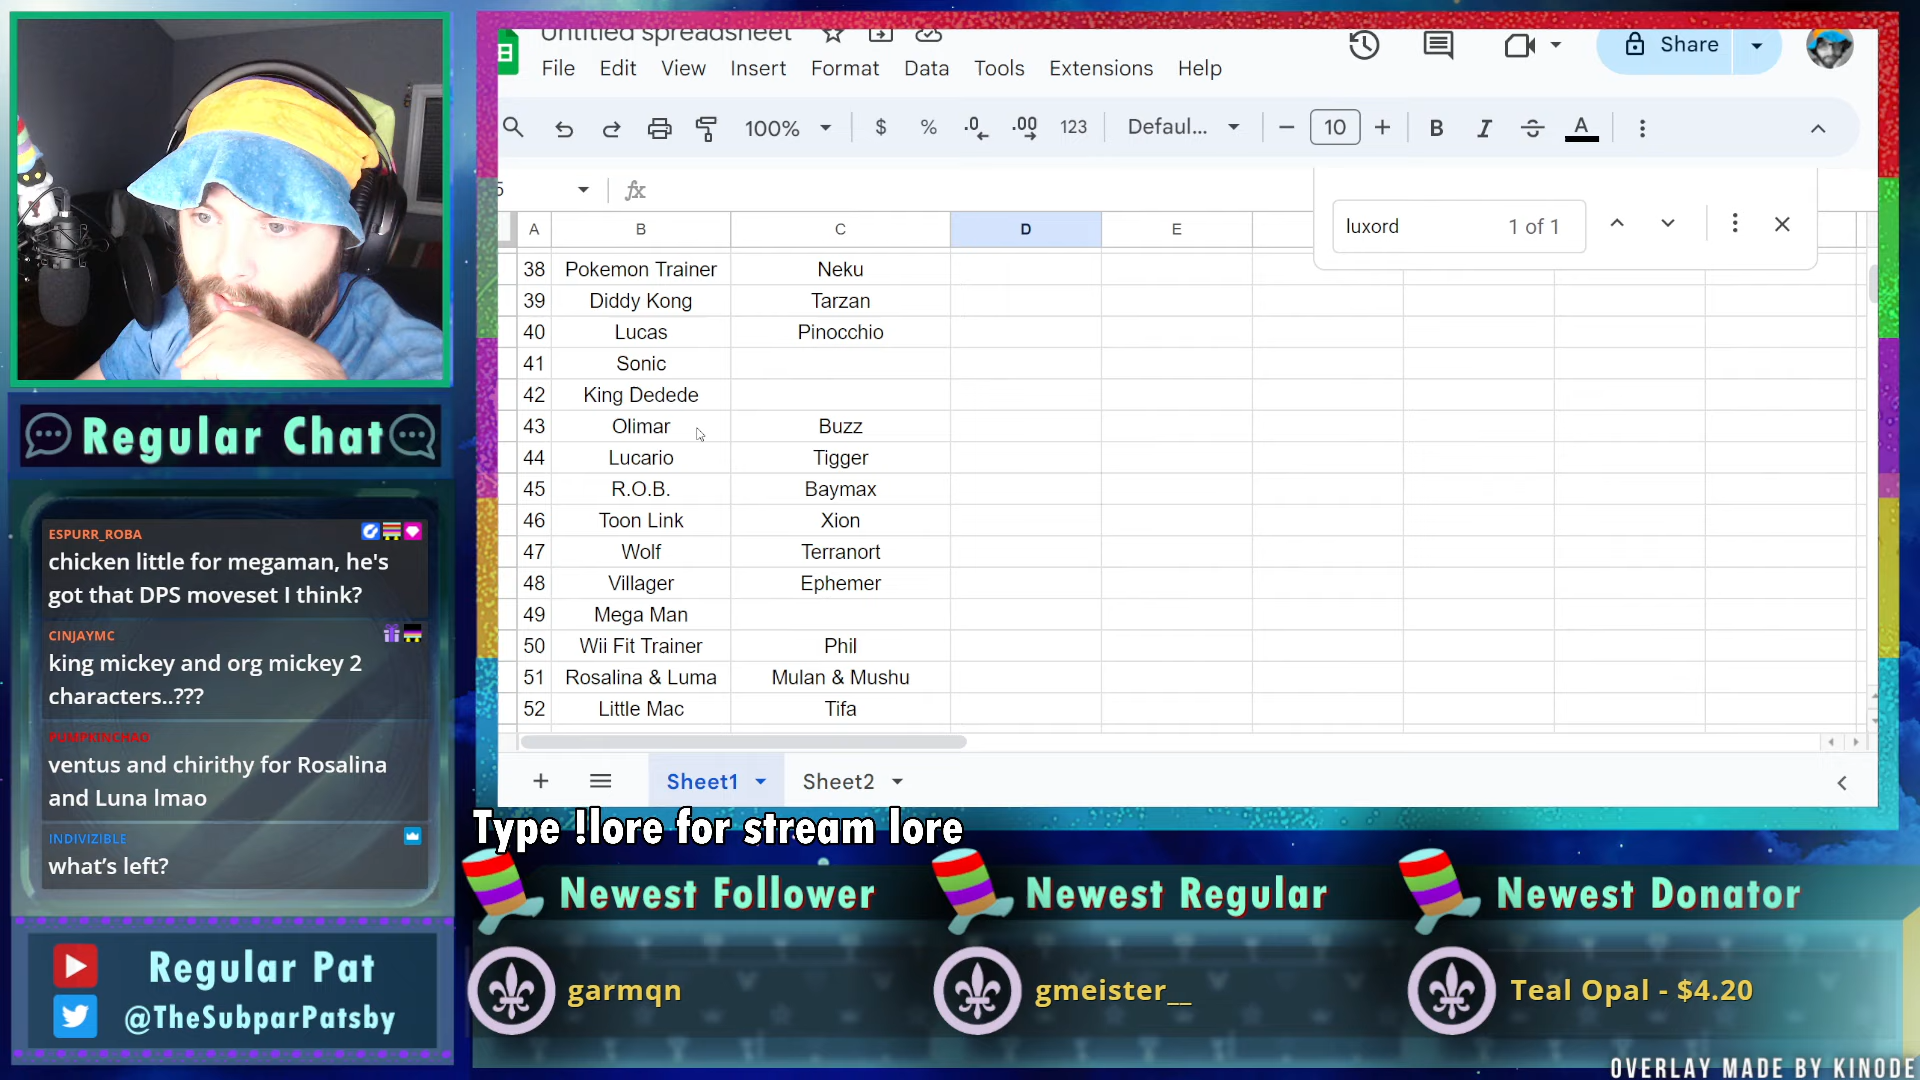 Untitled spreadsheet
File Edit View Insert Format Data Tools Extensions Help
Share
100% $ % .0 .00 123 Defaul... 10 B I S A
5 fx
luxord 1 of 1
A B C D E
38 Pokemon Trainer Neku
39 Diddy Kong Tarzan
40 Lucas Pinocchio
41 Sonic
42 King Dedede
43 Olimar Buzz
44 Lucario Tigger
45 R.O.B. Baymax
46 Toon Link Xion
47 Wolf Terranort
48 Villager Ephemer
49 Mega Man
50 Wii Fit Trainer Phil
51 Rosalina & Luma Mulan & Mushu
52 Little Mac Tifa
Sheet1 Sheet2
Regular Chat
ESPURR_ROBA
chicken little for megaman, he's
got that DPS moveset I think?
CINJAYMC
king mickey and org mickey 2
characters..???
PUMPKINCHAO
ventus and chirithy for Rosalina
and Luna lmao
INDIVIZIBLE
what's left?
Regular Pat
@TheSubparPatsby
Type !lore for stream lore
Newest Follower
garmqn
Newest Regular
gmeister__
Newest Donator
Teal Opal - $4.20
OVERLAY MADE BY KINODE